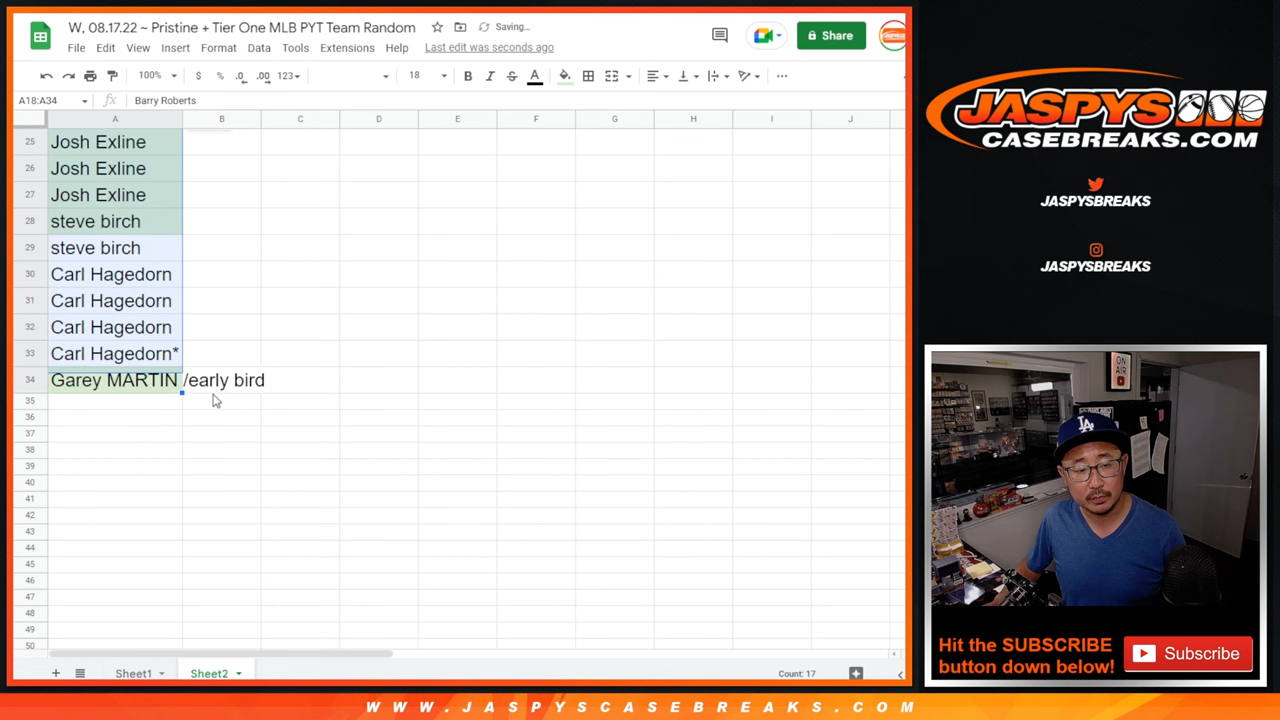 W, 08.17.22 ~ Pristine + Tier One MLB PYT Team Random
Saving...
File Edit View Insert Format Data Tools Extensions Help Last edit was seconds ago
Share
100% $ % .0 .00 123 18 B I S A
A18:A34 fx Barry Roberts
A B C D E F G H I J
25 Josh Exline
26 Josh Exline
27 Josh Exline
28 steve birch
29 steve birch
30 Carl Hagedorn
31 Carl Hagedorn
32 Carl Hagedorn
33 Carl Hagedorn*
34 Garey MARTIN /early bird
35
36
37
38
39
40
41
42
43
44
45
46
47
48
49
50
Sheet1 Sheet2 Count: 17
JASPYS
CASEBREAKS.COM
JASPYSBREAKS
JASPYSBREAKS
ON AIR
LA
Hit the SUBSCRIBE
button down below!
Subscribe
WWW.JASPYSCASEBREAKS.COM